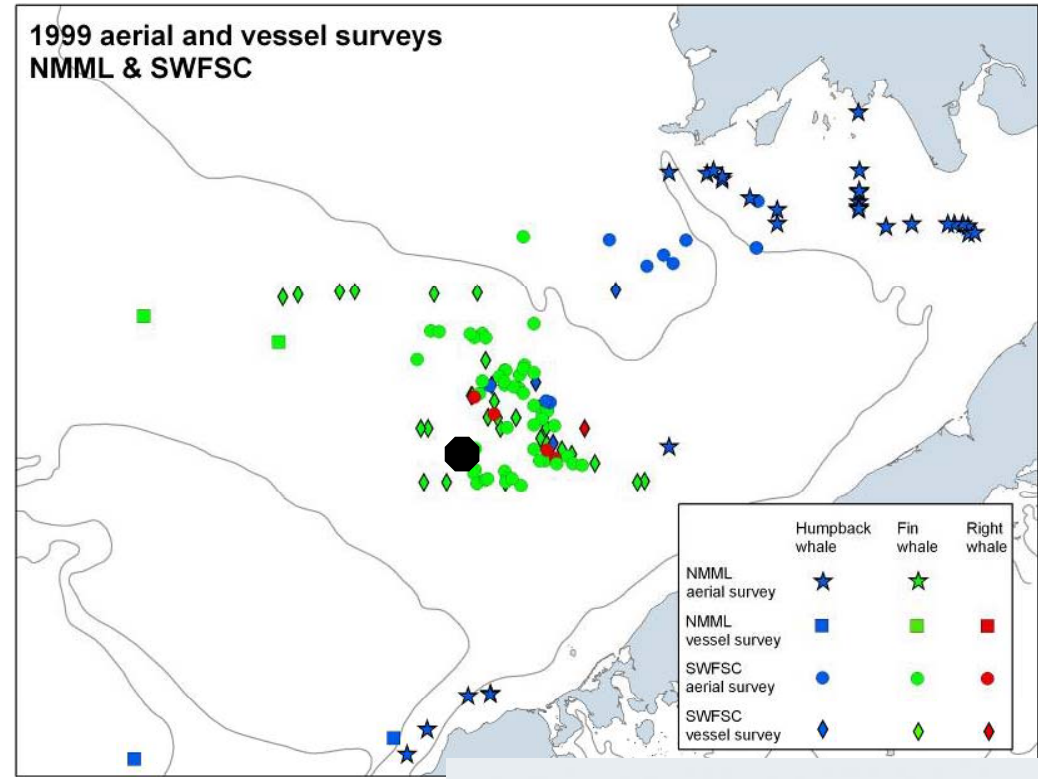 1999 aerial and vessel surveys
NMML & SWFSC
Humpback Fin Right
whale whale whale
NMML
aerial survey
NMML
vessel survey
SWFSC
aerial survey
SWFSC
vessel survey